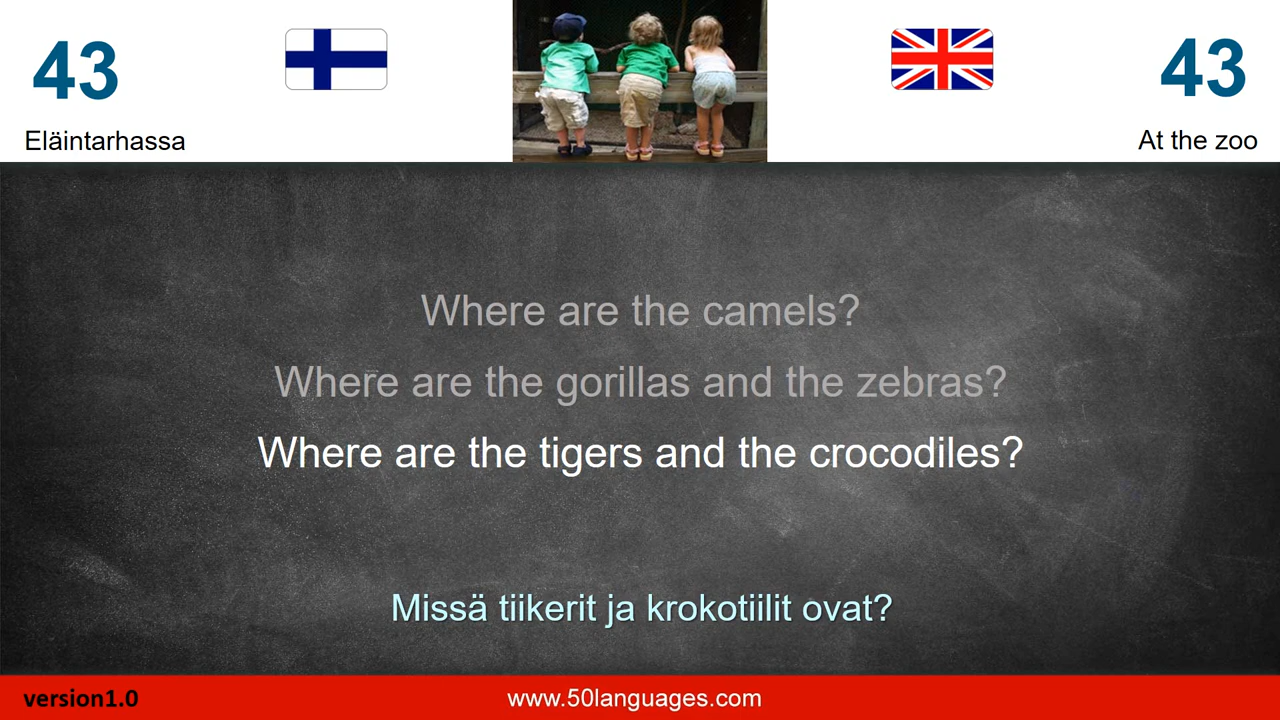 43
43
Eläintarhassa
At the zoo
Where are the camels?
Where are the gorillas and the zebras?
Where are the tigers and the crocodiles?
Missä tiikerit ja krokotiilit ovat?
version1.0
www.50languages.com